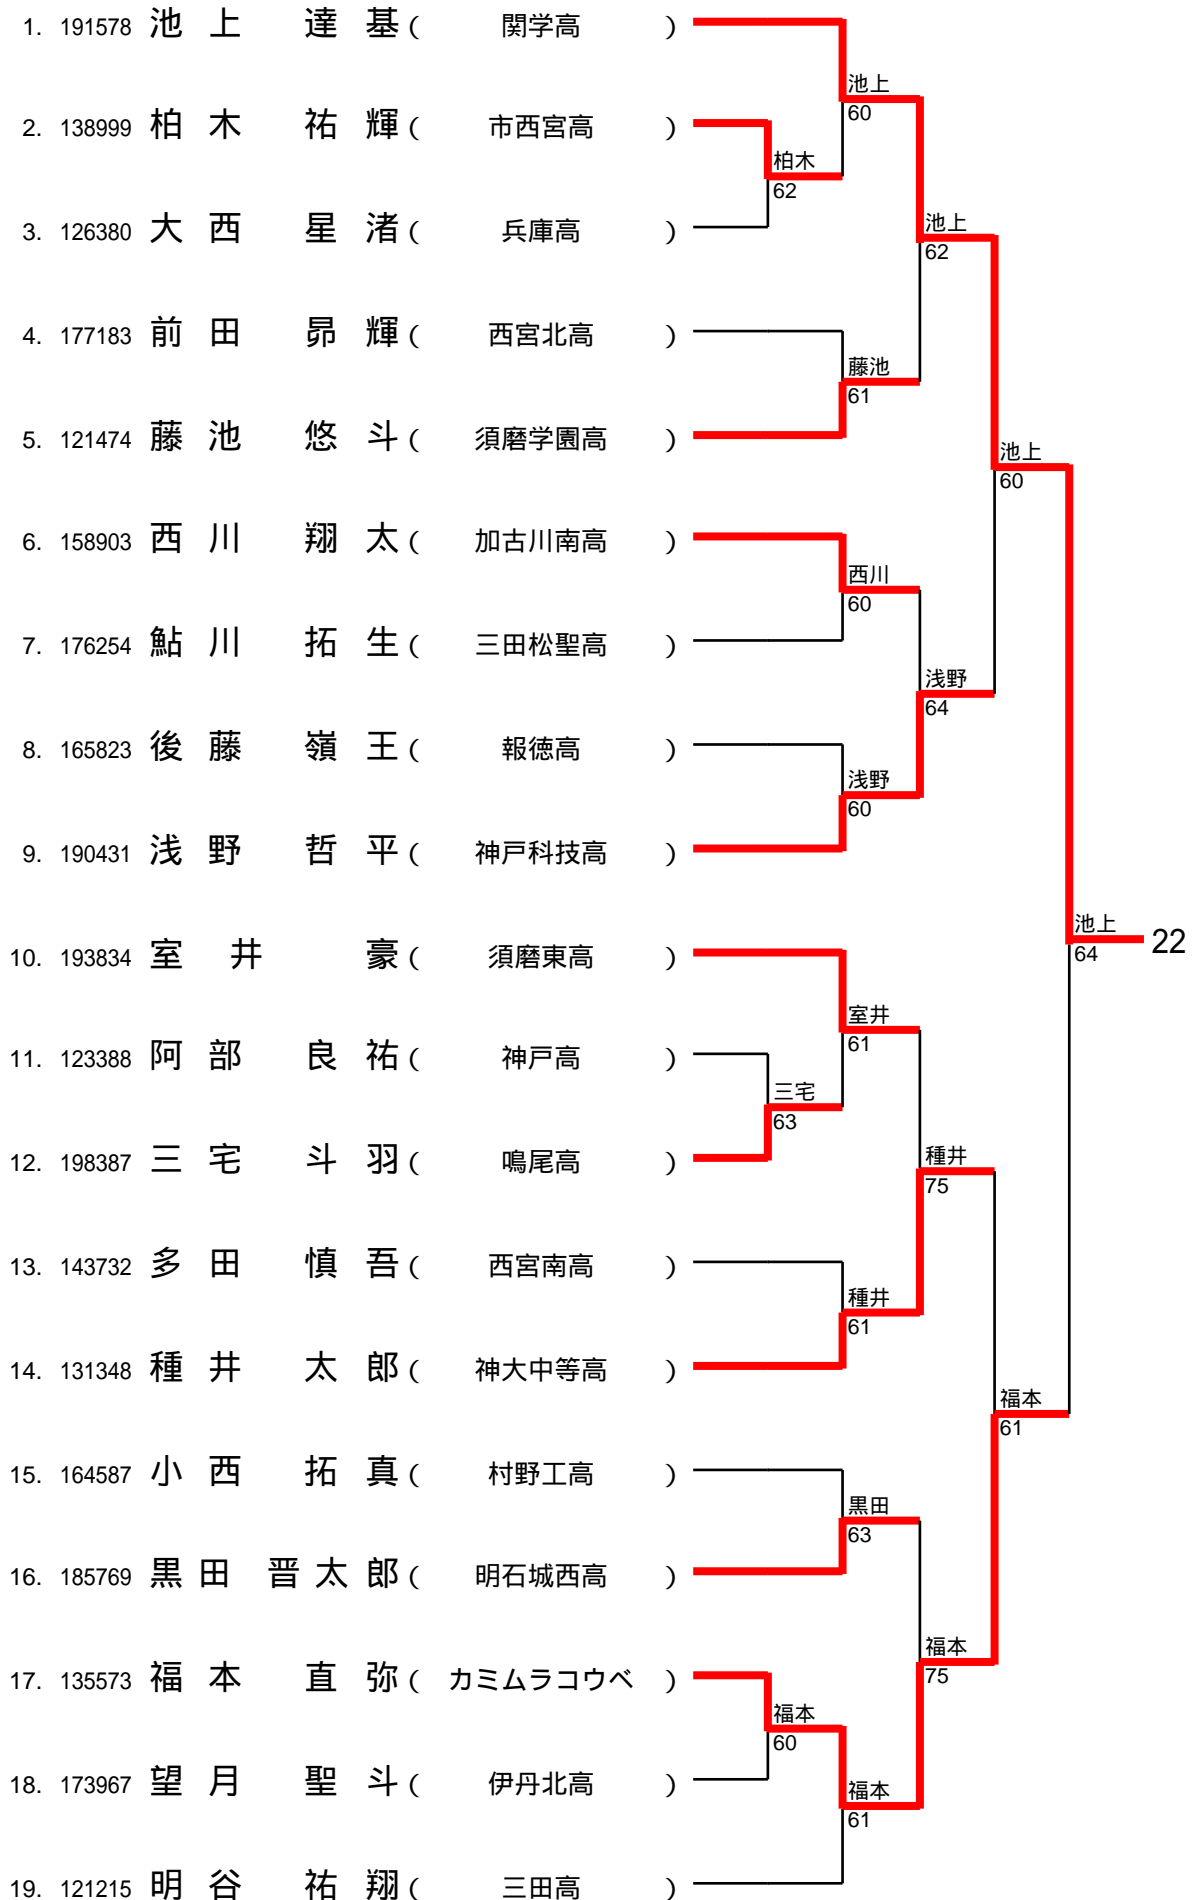 1. 191578 池上 達基 ( 関学高 )
池上
60
2. 138999 柏木 祐輝 ( 市西宮高 )
柏木
62
3. 126380 大西 星渚 ( 兵庫高 )
池上
62
4. 177183 前田 昴輝 ( 西宮北高 )
藤池
61
5. 121474 藤池 悠斗 ( 須磨学園高 )
池上
60
6. 158903 西川 翔太 ( 加古川南高 )
西川
60
7. 176254 鮎川 拓生 ( 三田松聖高 )
浅野
64
8. 165823 後藤 嶺王 ( 報徳高 )
浅野
60
9. 190431 浅野 哲平 ( 神戸科技高 )
池上
64
22
10. 193834 室井 豪 ( 須磨東高 )
室井
61
11. 123388 阿部 良祐 ( 神戸高 )
三宅
63
12. 198387 三宅 斗羽 ( 鳴尾高 )
種井
75
13. 143732 多田 慎吾 ( 西宮南高 )
種井
61
14. 131348 種井 太郎 ( 神大中等高 )
福本
61
15. 164587 小西 拓真 ( 村野工高 )
黒田
63
16. 185769 黒田 晋太郎 ( 明石城西高 )
福本
75
17. 135573 福本 直弥 ( カミムラコウベ )
福本
60
18. 173967 望月 聖斗 ( 伊丹北高 )
福本
61
19. 121215 明谷 祐翔 ( 三田高 )